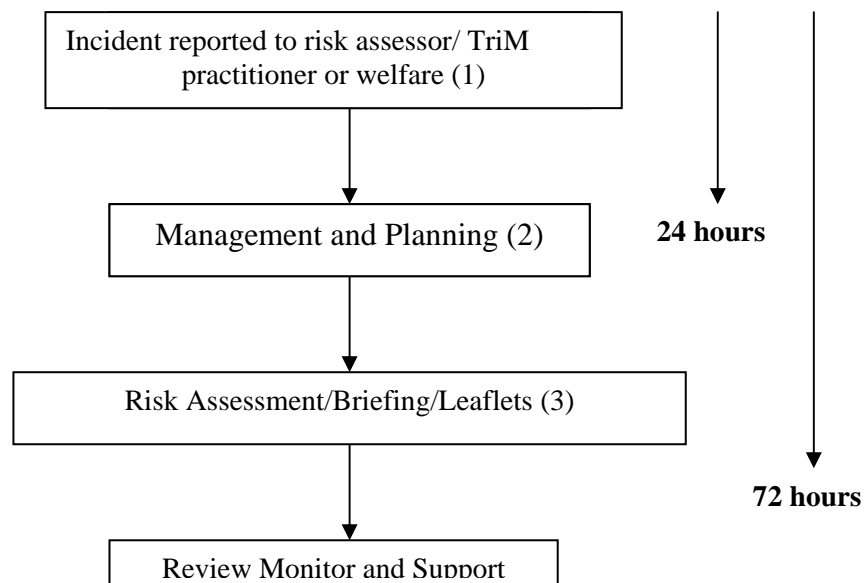 Incident reported to risk assessor/ TriM
practitioner or welfare (1)
Management and Planning (2)
24 hours
Risk Assessment/Briefing/Leaflets (3)
72 hours
Review Monitor and Support